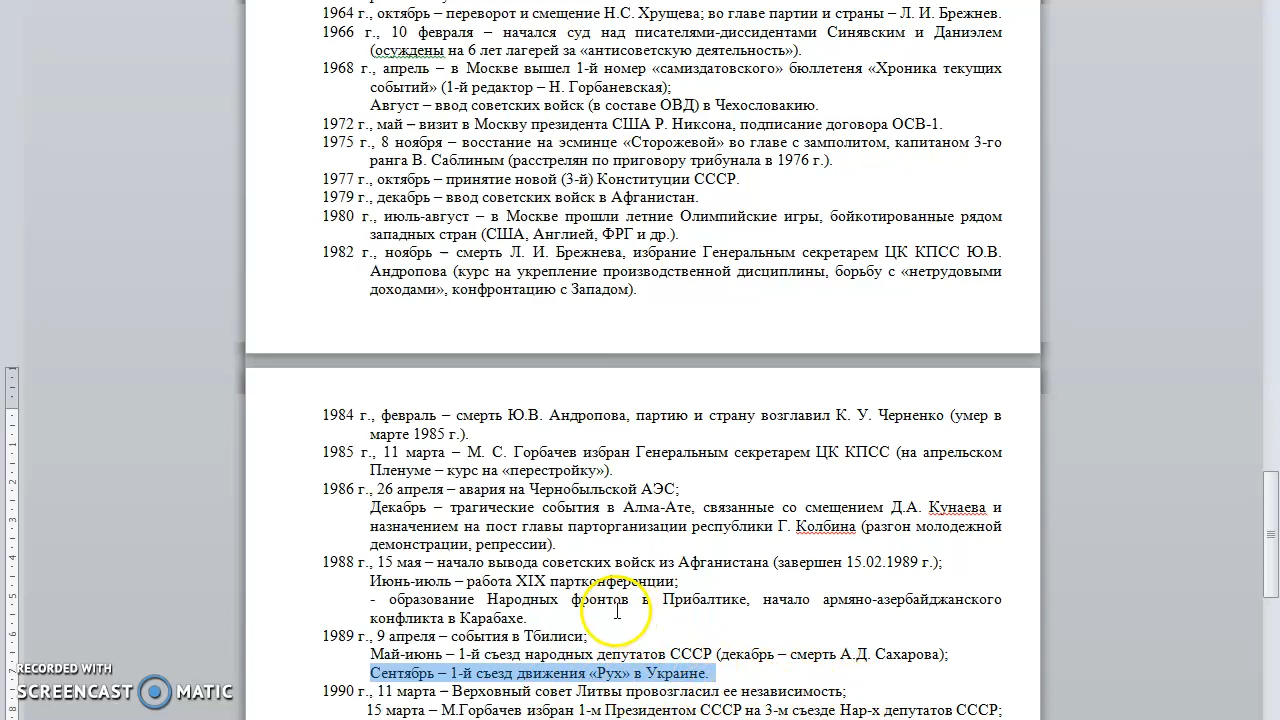 1964 г., октябрь – переворот и смещение Н.С. Хрущева; во главе партии и страны – Л. И. Брежнев.
1966 г., 10 февраля – начался суд над писателями-диссидентами Синявским и Даниэлем
(осуждены на 6 лет лагерей за «антисоветскую деятельность»).
1968 г., апрель – в Москве вышел 1-й номер «самиздатовского» бюллетеня «Хроника текущих
событий» (1-й редактор – Н. Горбаневская);
Август – ввод советских войск (в составе ОВД) в Чехословакию.
1972 г., май – визит в Москву президента США Р. Никсона, подписание договора ОСВ-1.
1975 г., 8 ноября – восстание на эсминце «Сторожевой» во главе с замполитом, капитаном 3-го
ранга В. Саблиным (расстрелян по приговору трибунала в 1976 г.).
1977 г., октябрь – принятие новой (3-й) Конституции СССР.
1979 г., декабрь – ввод советских войск в Афганистан.
1980 г., июль-август – в Москве прошли летние Олимпийские игры, бойкотированные рядом
западных стран (США, Англией, ФРГ и др.).
1982 г., ноябрь – смерть Л. И. Брежнева, избрание Генеральным секретарем ЦК КПСС Ю.В.
Андропова (курс на укрепление производственной дисциплины, борьбу с «нетрудовыми
доходами», конфронтацию с Западом).
1984 г., февраль – смерть Ю.В. Андропова, партию и страну возглавил К. У. Черненко (умер в
марте 1985 г.).
1985 г., 11 марта – М. С. Горбачев избран Генеральным секретарем ЦК КПСС (на апрельском
Пленуме – курс на «перестройку»).
1986 г., 26 апреля – авария на Чернобыльской АЭС;
Декабрь – трагические события в Алма-Ате, связанные со смещением Д.А. Кунаева и
назначением на пост главы парторганизации республики Г. Колбина (разгон молодежной
демонстрации, репрессии).
1988 г., 15 мая – начало вывода советских войск из Афганистана (завершен 15.02.1989 г.);
Июнь-июль – работа XIX партконференции;
- образование Народных фронтов в Прибалтике, начало армяно-азербайджанского
конфликта в Карабахе.
1989 г., 9 апреля – события в Тбилиси;
Май-июнь – 1-й съезд народных депутатов СССР (декабрь – смерть А.Д. Сахарова);
Сентябрь – 1-й съезд движения «Рух» в Украине.
1990 г., 11 марта – Верховный совет Литвы провозгласил ее независимость;
15 марта – М.Горбачев избран 1-м Президентом СССР на 3-м съезде Нар-х депутатов СССР;
RECORDED WITH
SCREENCAST MATIC